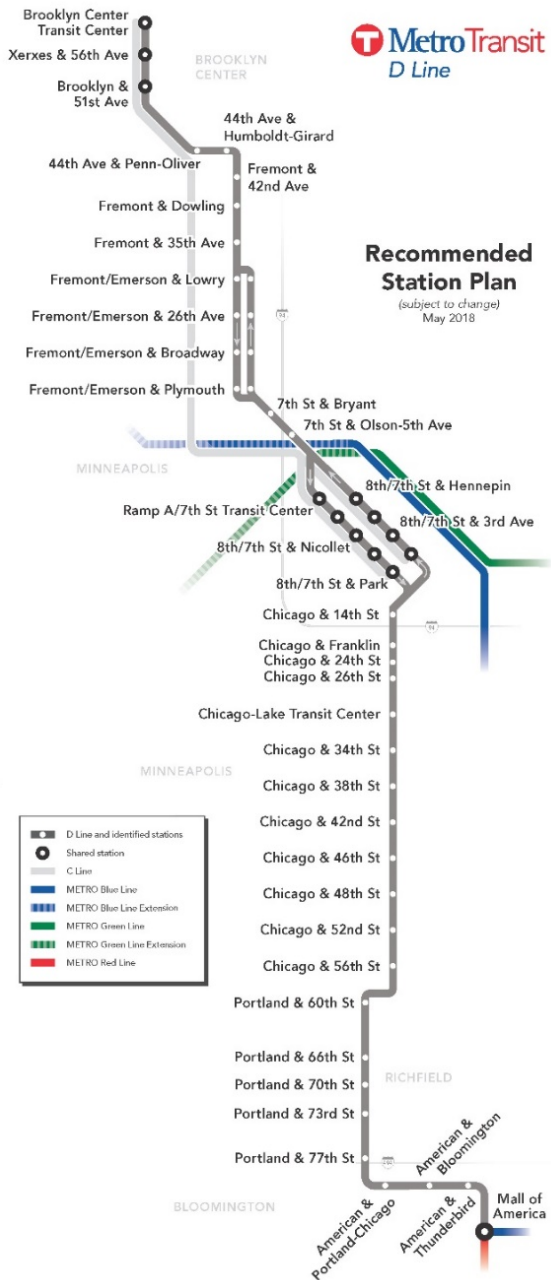 Brooklyn Center
Transit Center
Xerxes & 56th Ave
Brooklyn &
51st Ave
BROOKLYN
CENTER
T MetroTransit
D Line
44th Ave &
Humboldt-Girard
44th Ave & Penn-Oliver
Fremont &
42nd Ave
Fremont & Dowling
Fremont & 35th Ave
Recommended
Station Plan
(subject to change)
May 2018
Fremont/Emerson & Lowry
Fremont/Emerson & 26th Ave
94
Fremont/Emerson & Broadway
Fremont/Emerson & Plymouth
7th St & Bryant
7th St & Olson-5th Ave
MINNEAPOLIS
8th/7th St & Hennepin
Ramp A/7th St Transit Center
8th/7th St & 3rd Ave
8th/7th St & Nicollet
8th/7th St & Park
Chicago & 14th St
94
Chicago & Franklin
Chicago & 24th St
Chicago & 26th St
Chicago-Lake Transit Center
Chicago & 34th St
MINNEAPOLIS
Chicago & 38th St
Chicago & 42nd St
Chicago & 46th St
Chicago & 48th St
Chicago & 52nd St
Chicago & 56th St
D Line and identified stations
Shared station
C Line
METRO Blue Line
METRO Blue Line Extension
METRO Green Line
METRO Green Line Extension
METRO Red Line
Portland & 60th St
Portland & 66th St
Portland & 70th St
RICHFIELD
Portland & 73rd St
Portland & 77th St
American &
Bloomington
BLOOMINGTON
American &
Portland-Chicago
American &
Thunderbird
Mall of
America